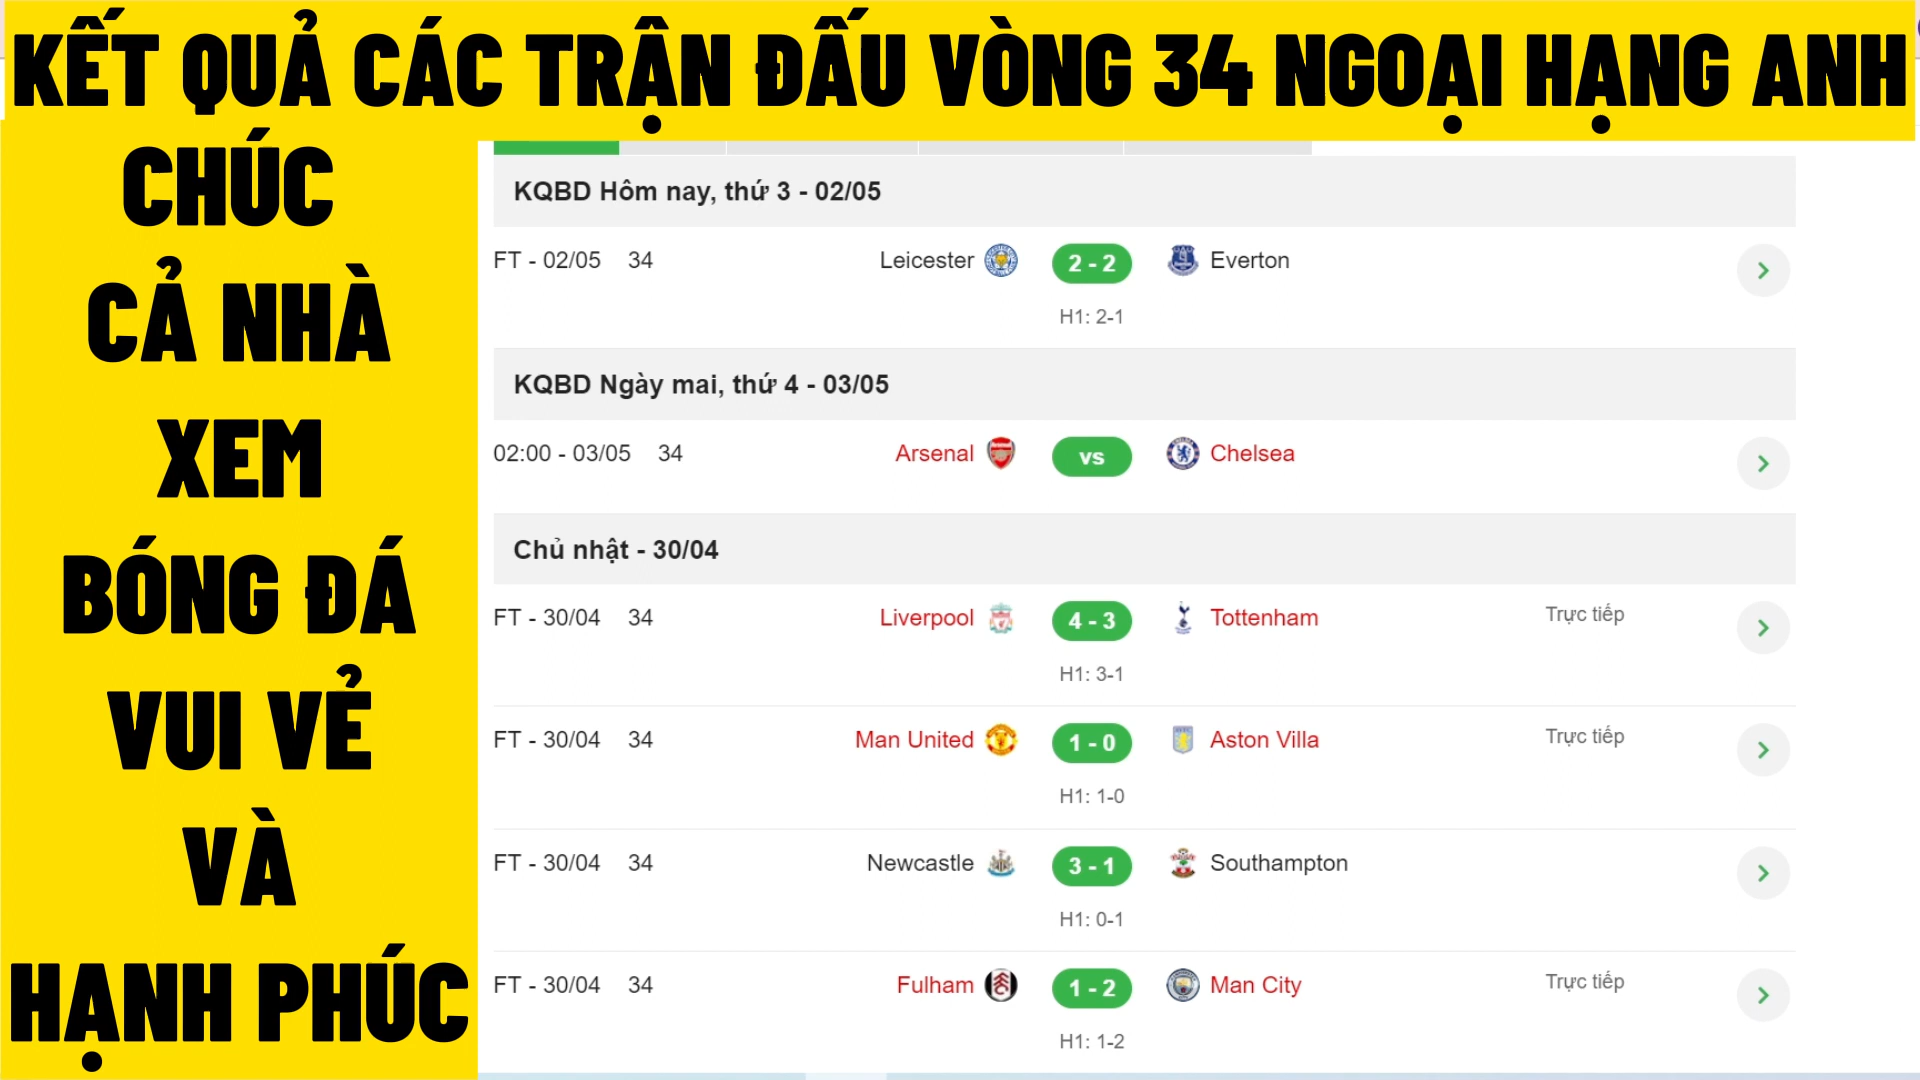 KẾT QUẢ CÁC TRẬN ĐẤU VÒNG 34 NGOẠI HẠNG ANH
CHÚC
CẢ NHÀ
XEM
BÓNG ĐÁ
VUI VẺ
VÀ
HẠNH PHÚC
KQBD Hôm nay, thứ 3 - 02/05
FT - 02/05 34 Leicester 2 - 2 Everton
H1: 2-1
KQBD Ngày mai, thứ 4 - 03/05
02:00 - 03/05 34 Arsenal vs Chelsea
Chủ nhật - 30/04
FT - 30/04 34 Liverpool 4 - 3 Tottenham Trực tiếp
H1: 3-1
FT - 30/04 34 Man United 1 - 0 Aston Villa Trực tiếp
H1: 1-0
FT - 30/04 34 Newcastle 3 - 1 Southampton
H1: 0-1
FT - 30/04 34 Fulham 1 - 2 Man City Trực tiếp
H1: 1-2